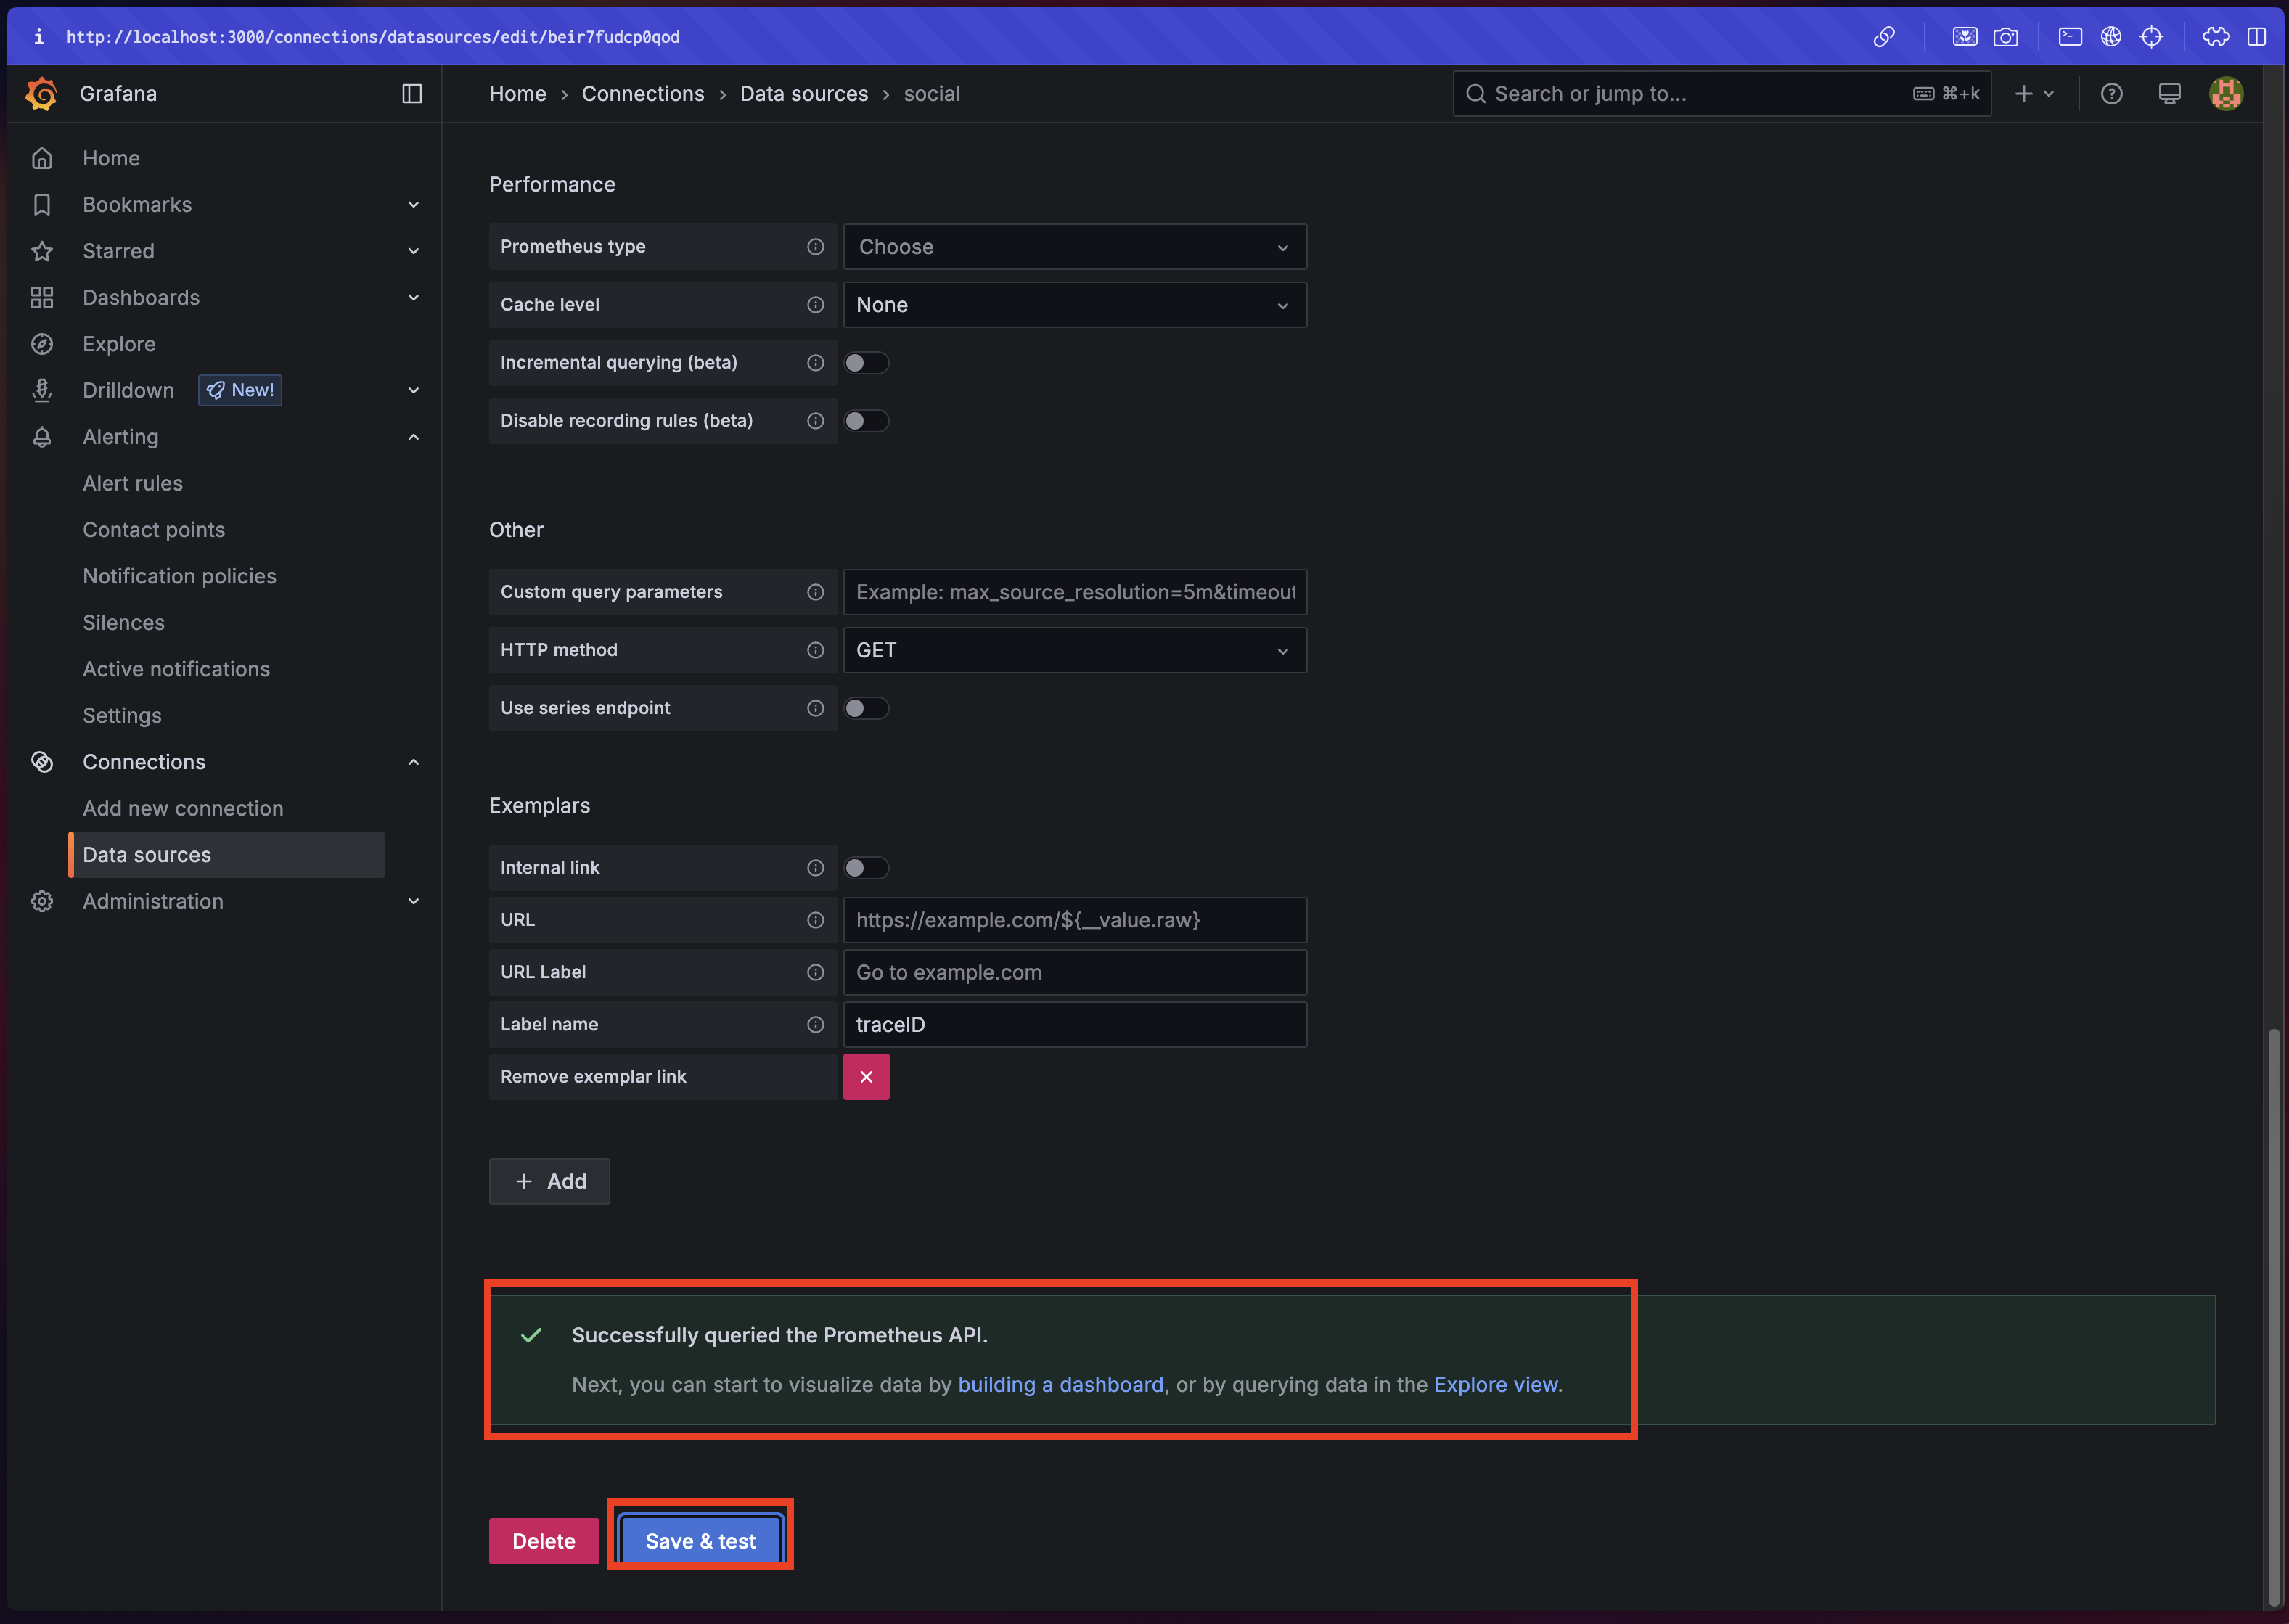 http://localhost:3000/connections/datasources/edit/beir7fudcp0qod
Grafana
Home › Connections › Data sources › social
Search or jump to...
⌘+k
Home
Bookmarks
Starred
Dashboards
Explore
Drilldown
New!
Alerting
Alert rules
Contact points
Notification policies
Silences
Active notifications
Settings
Connections
Add new connection
Data sources
Administration
Performance
Prometheus type
Choose
Cache level
None
Incremental querying (beta)
Disable recording rules (beta)
Other
Custom query parameters
Example: max_source_resolution=5m&timeout
HTTP method
GET
Use series endpoint
Exemplars
Internal link
URL
https://example.com/${__value.raw}
URL Label
Go to example.com
Label name
traceID
Remove exemplar link
Add
Successfully queried the Prometheus API.
Next, you can start to visualize data by building a dashboard, or by querying data in the Explore view.
Delete
Save & test